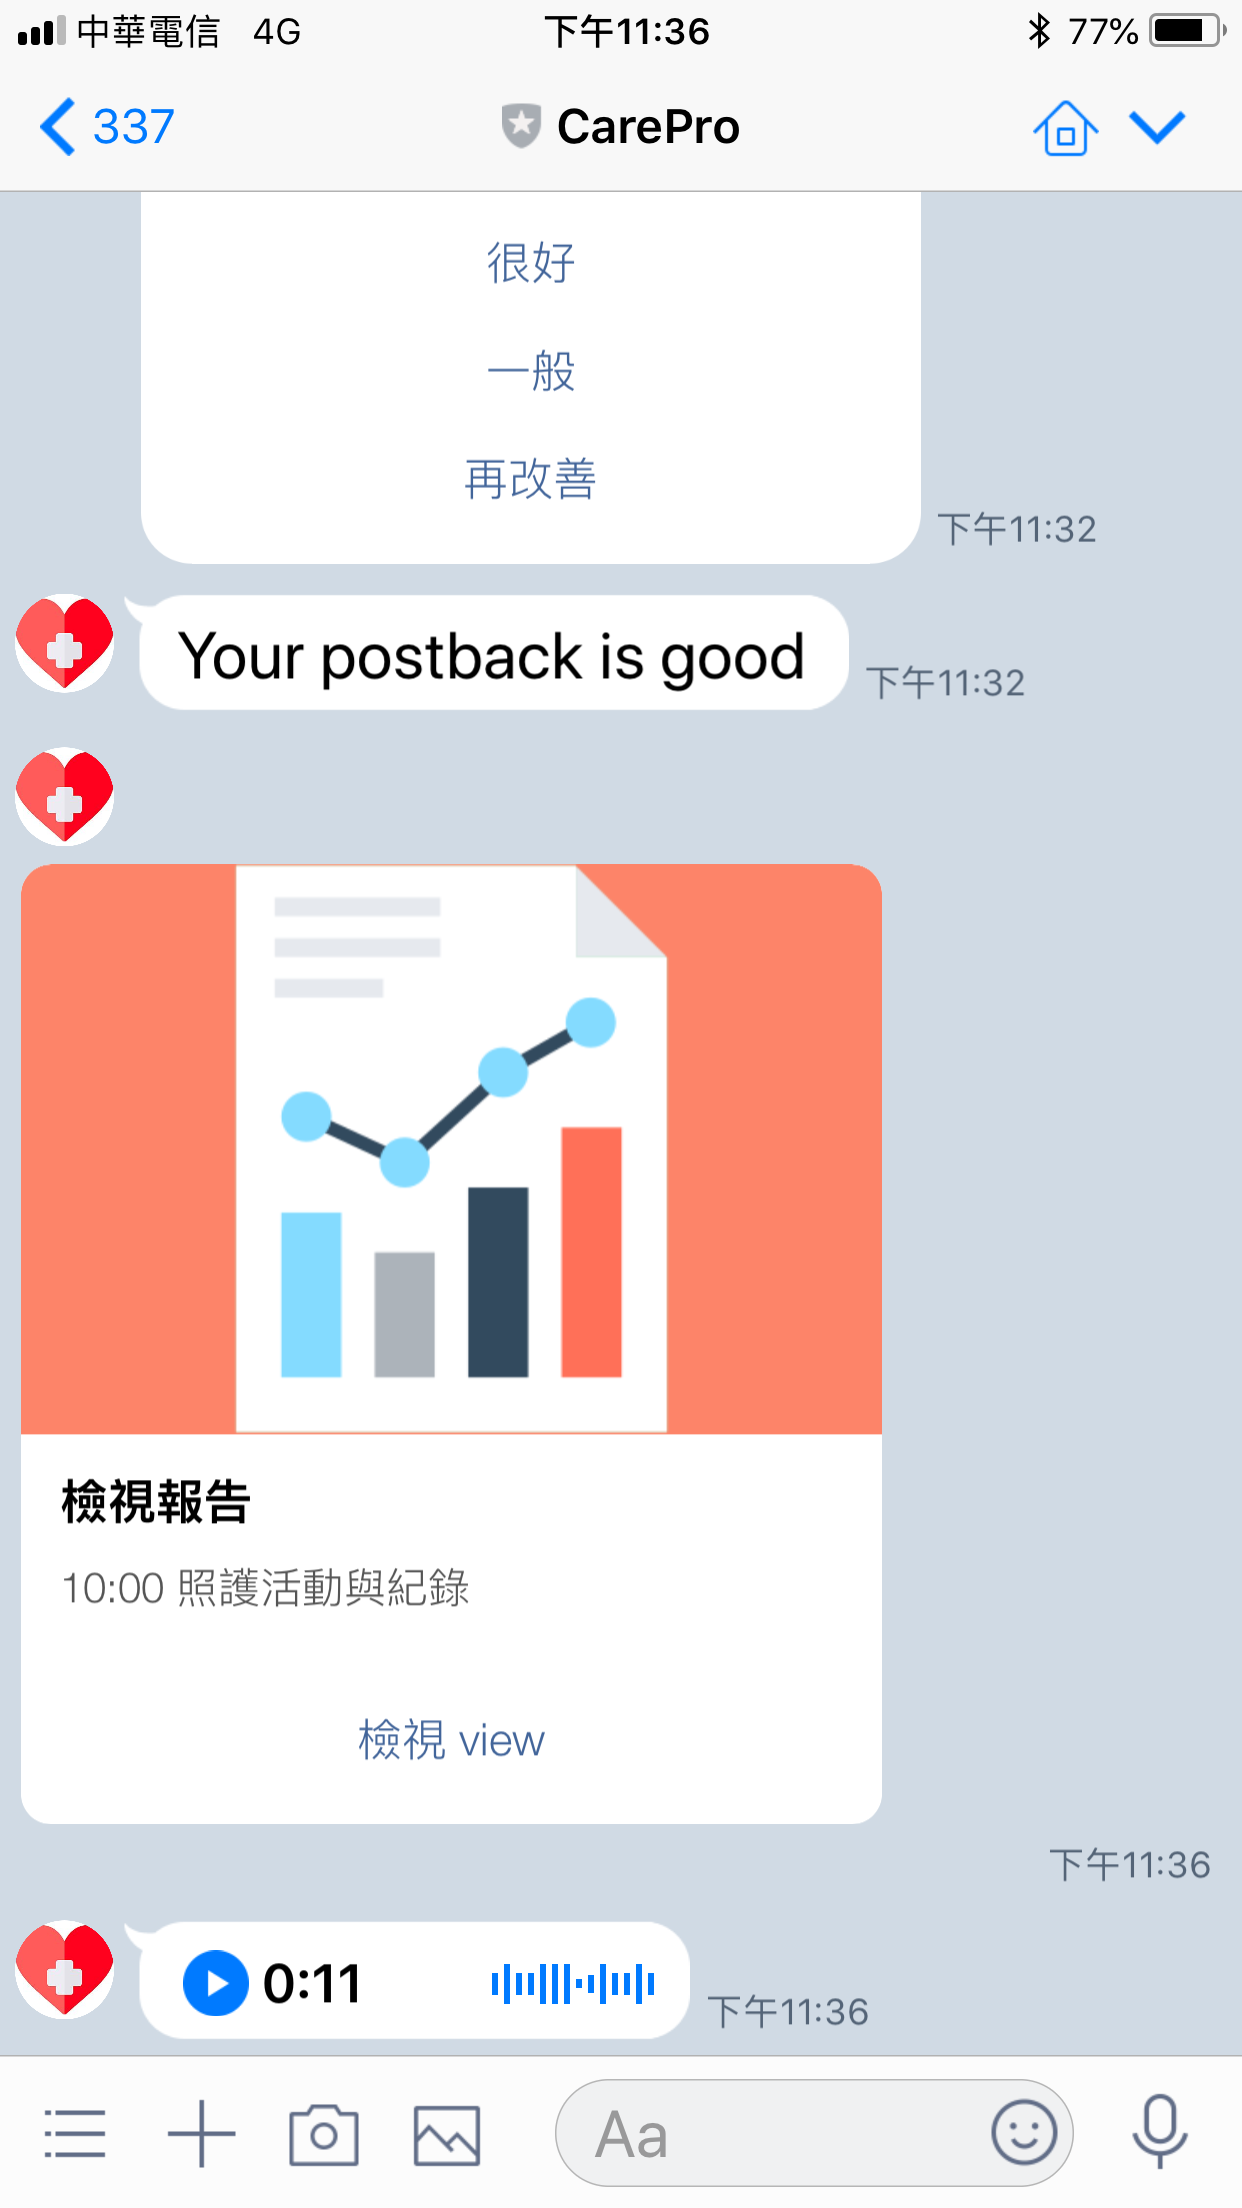 中華電信 4G 下午11:36 77%
337 CarePro
很好
一般
再改善
下午11:32
Your postback is good
下午11:32
檢視報告
10:00 照護活動與紀錄
檢視 view
下午11:36
0:11
下午11:36
Aa